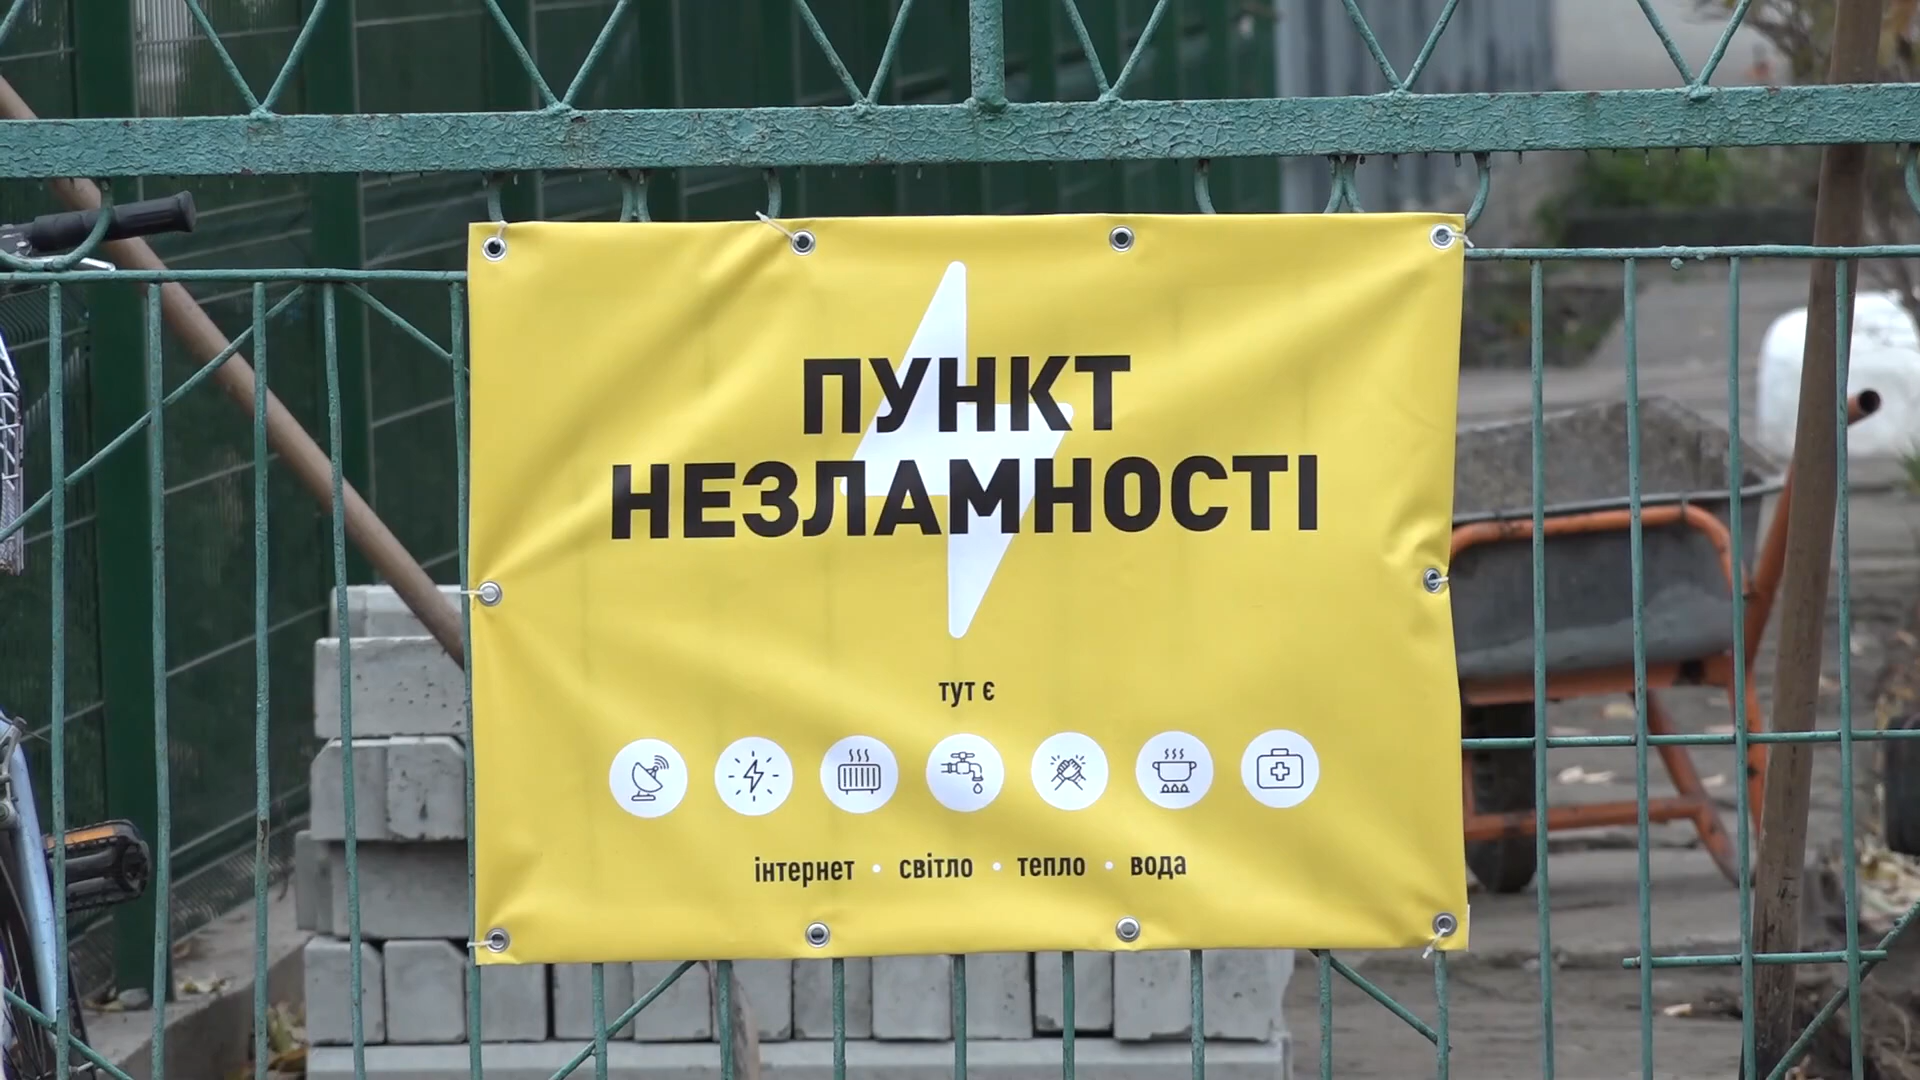 ПУНКТ
НЕЗЛАМНОСТІ
тут є
інтернет • світло • тепло • вода